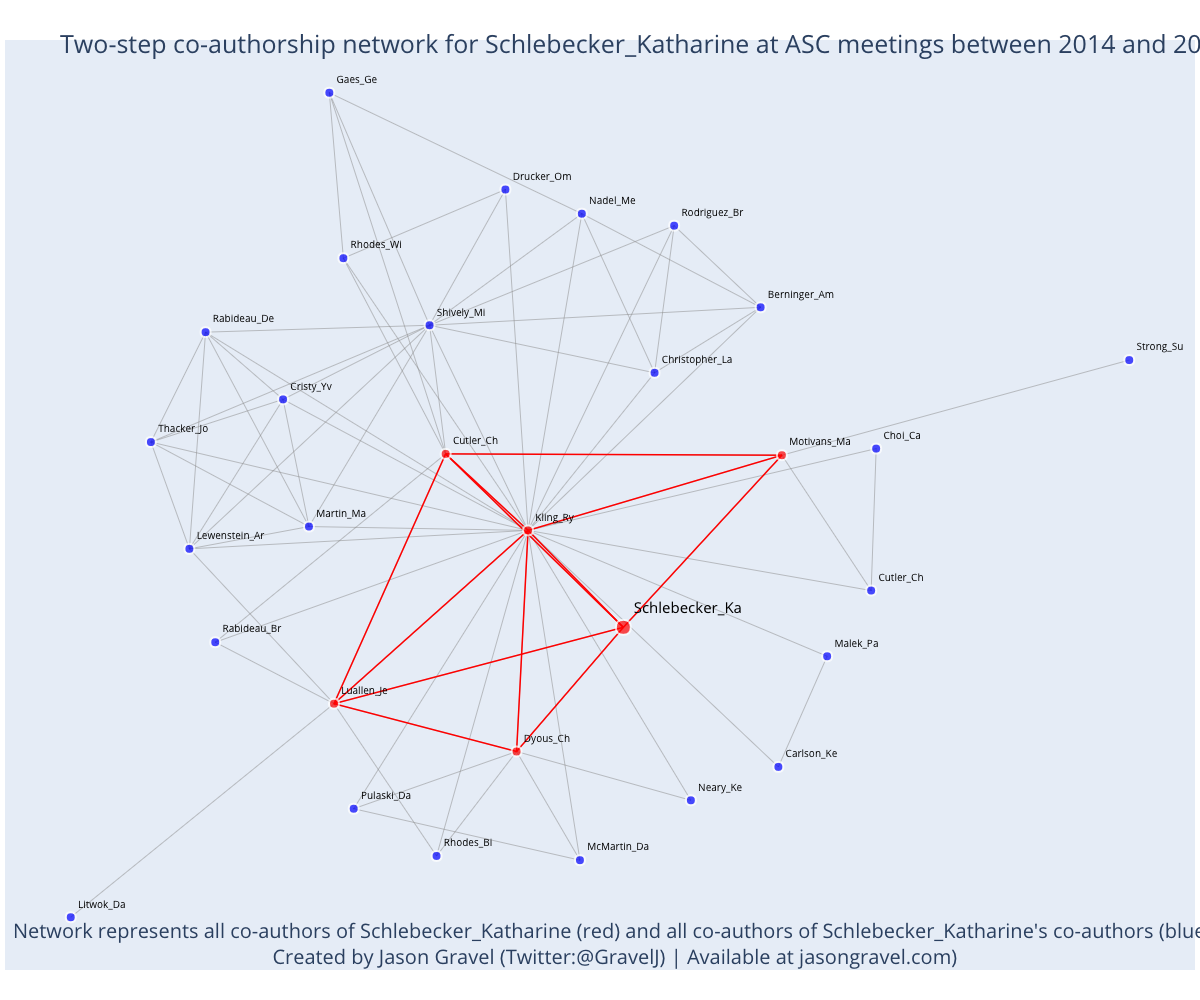 Two-step co-authorship network for Schlebecker_Katharine at ASC meetings between 2014 and 20
Gaes_Ge
Drucker_Om
Nadel_Me
Rodriguez_Br
Rhodes_Wi
Berninger_Am
Shively_Mi
Rabideau_De
Strong_Su
Christopher_La
Cristy_Yv
Thacker_Jo
Choi_Ca
Cutler_Ch
Motivans_Ma
Martin_Ma
Kling_Ry
Lewenstein_Ar
Cutler_Ch
Schlebecker_Ka
Rabideau_Br
Malek_Pa
Luallen_Je
Dyous_Ch
Carlson_Ke
Neary_Ke
Pulaski_Da
Rhodes_Bi
McMartin_Da
Litwok_Da
Network represents all co-authors of Schlebecker_Katharine (red) and all co-authors of Schlebecker_Katharine's co-authors (blue
Created by Jason Gravel (Twitter:@GravelJ) | Available at jasongravel.com)